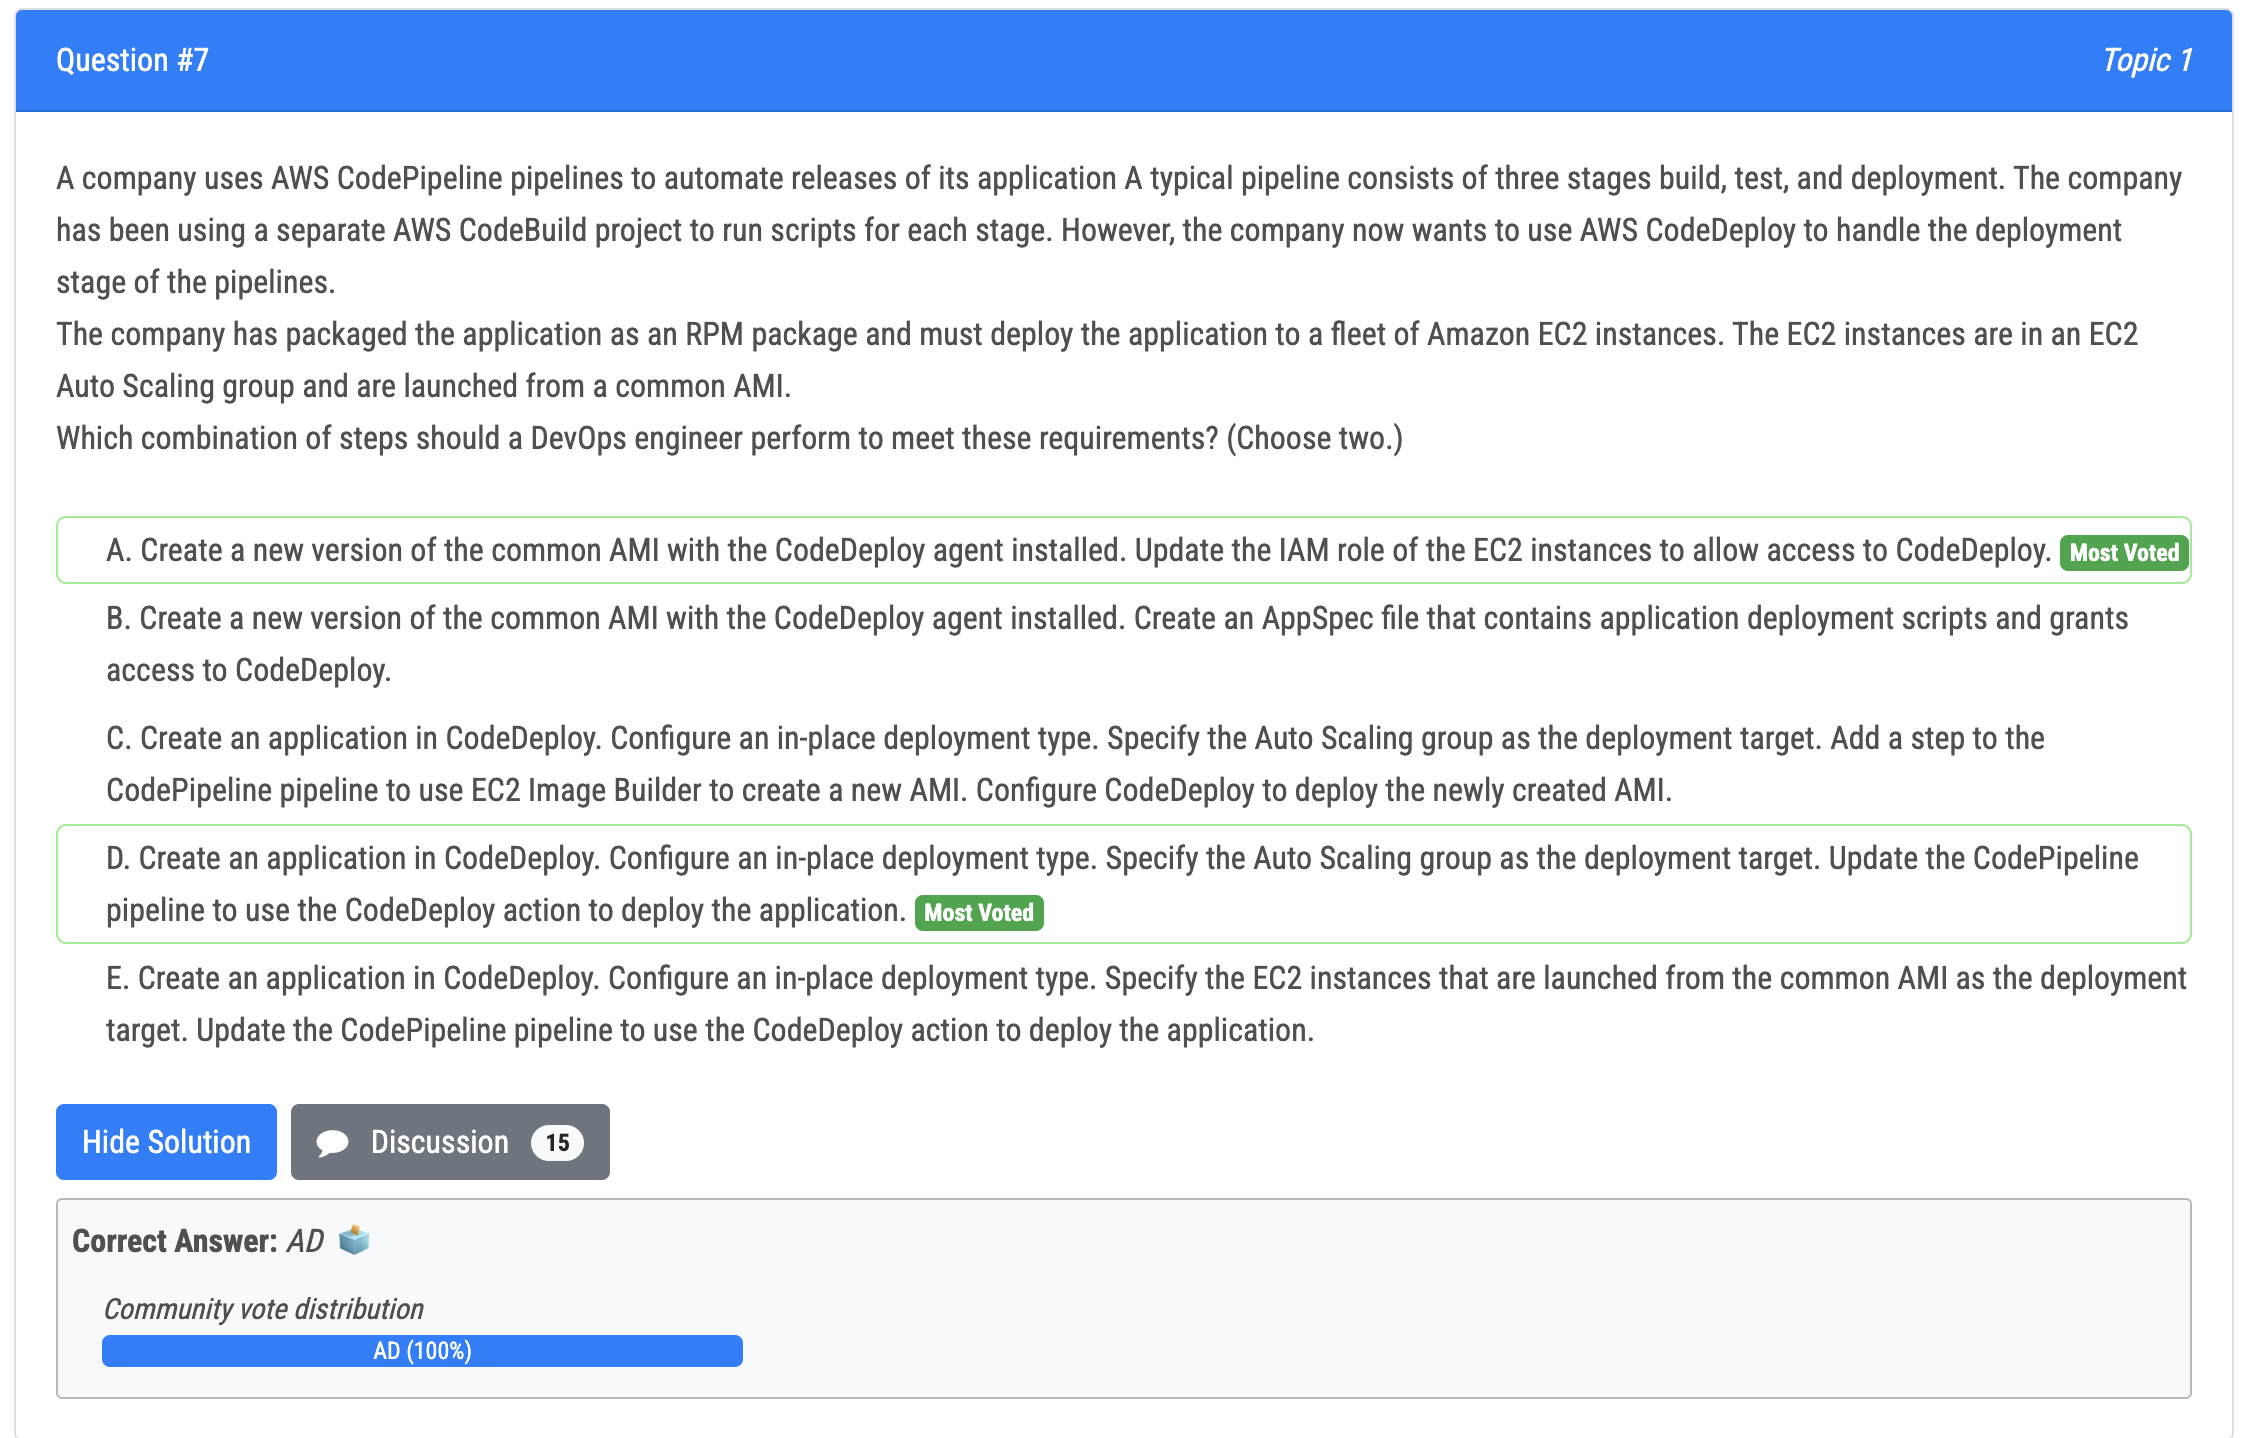 Question #7
Topic 1
A company uses AWS CodePipeline pipelines to automate releases of its application A typical pipeline consists of three stages build, test, and deployment. The company
has been using a separate AWS CodeBuild project to run scripts for each stage. However, the company now wants to use AWS CodeDeploy to handle the deployment
stage of the pipelines.
The company has packaged the application as an RPM package and must deploy the application to a fleet of Amazon EC2 instances. The EC2 instances are in an EC2
Auto Scaling group and are launched from a common AMI.
Which combination of steps should a DevOps engineer perform to meet these requirements? (Choose two.)
A. Create a new version of the common AMI with the CodeDeploy agent installed. Update the IAM role of the EC2 instances to allow access to CodeDeploy. Most Voted
B. Create a new version of the common AMI with the CodeDeploy agent installed. Create an AppSpec file that contains application deployment scripts and grants
access to CodeDeploy.
C. Create an application in CodeDeploy. Configure an in-place deployment type. Specify the Auto Scaling group as the deployment target. Add a step to the
CodePipeline pipeline to use EC2 Image Builder to create a new AMI. Configure CodeDeploy to deploy the newly created AMI.
D. Create an application in CodeDeploy. Configure an in-place deployment type. Specify the Auto Scaling group as the deployment target. Update the CodePipeline
pipeline to use the CodeDeploy action to deploy the application. Most Voted
E. Create an application in CodeDeploy. Configure an in-place deployment type. Specify the EC2 instances that are launched from the common AMI as the deployment
target. Update the CodePipeline pipeline to use the CodeDeploy action to deploy the application.
Hide Solution
Discussion 15
Correct Answer: AD
Community vote distribution
AD (100%)